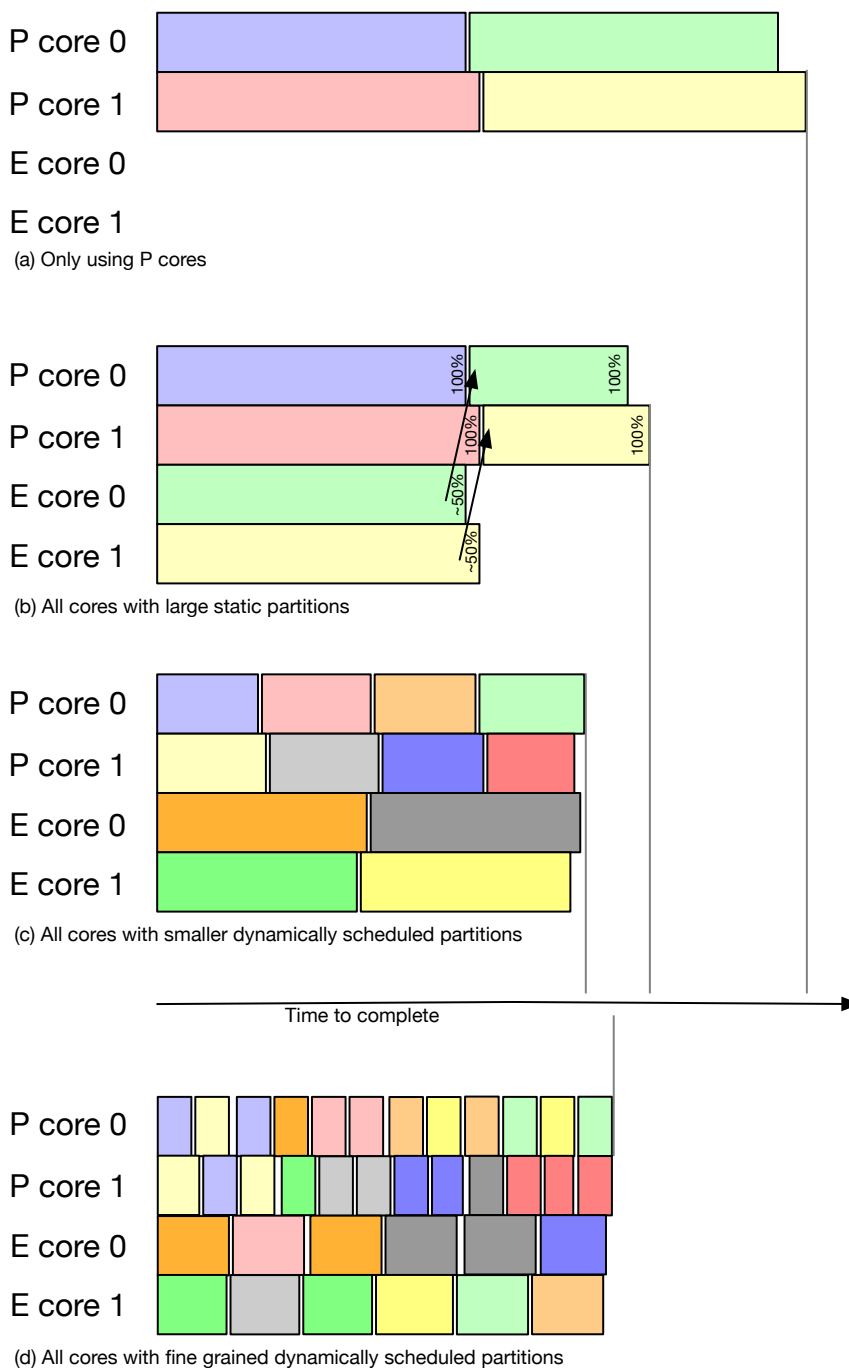 P core 0
P core 1
E core 0
E core 1
(a) Only using P cores
P core 0
100%
100%
P core 1
100%
100%
E core 0
~50%
E core 1
~50%
(b) All cores with large static partitions
P core 0
P core 1
E core 0
E core 1
(c) All cores with smaller dynamically scheduled partitions
Time to complete
P core 0
P core 1
E core 0
E core 1
(d) All cores with fine grained dynamically scheduled partitions